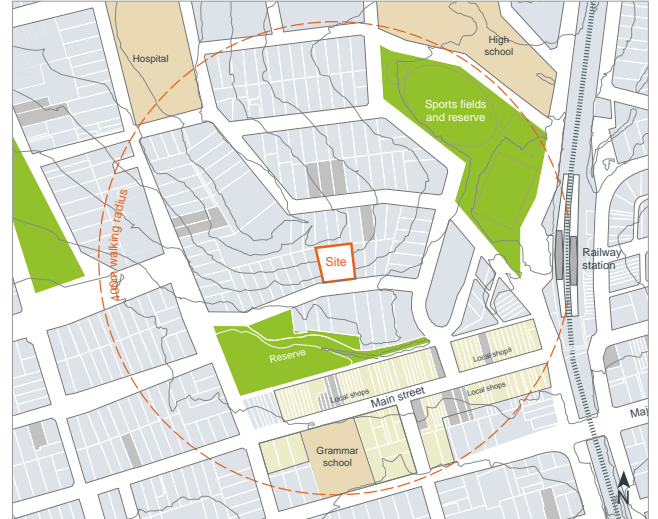 Hospital
High
school
Sports fields
and reserve
400m walking radius
Site
Railway
station
Reserve
Local shops
Local shops
Main street
Local shops
Grammar
school
Mai
N